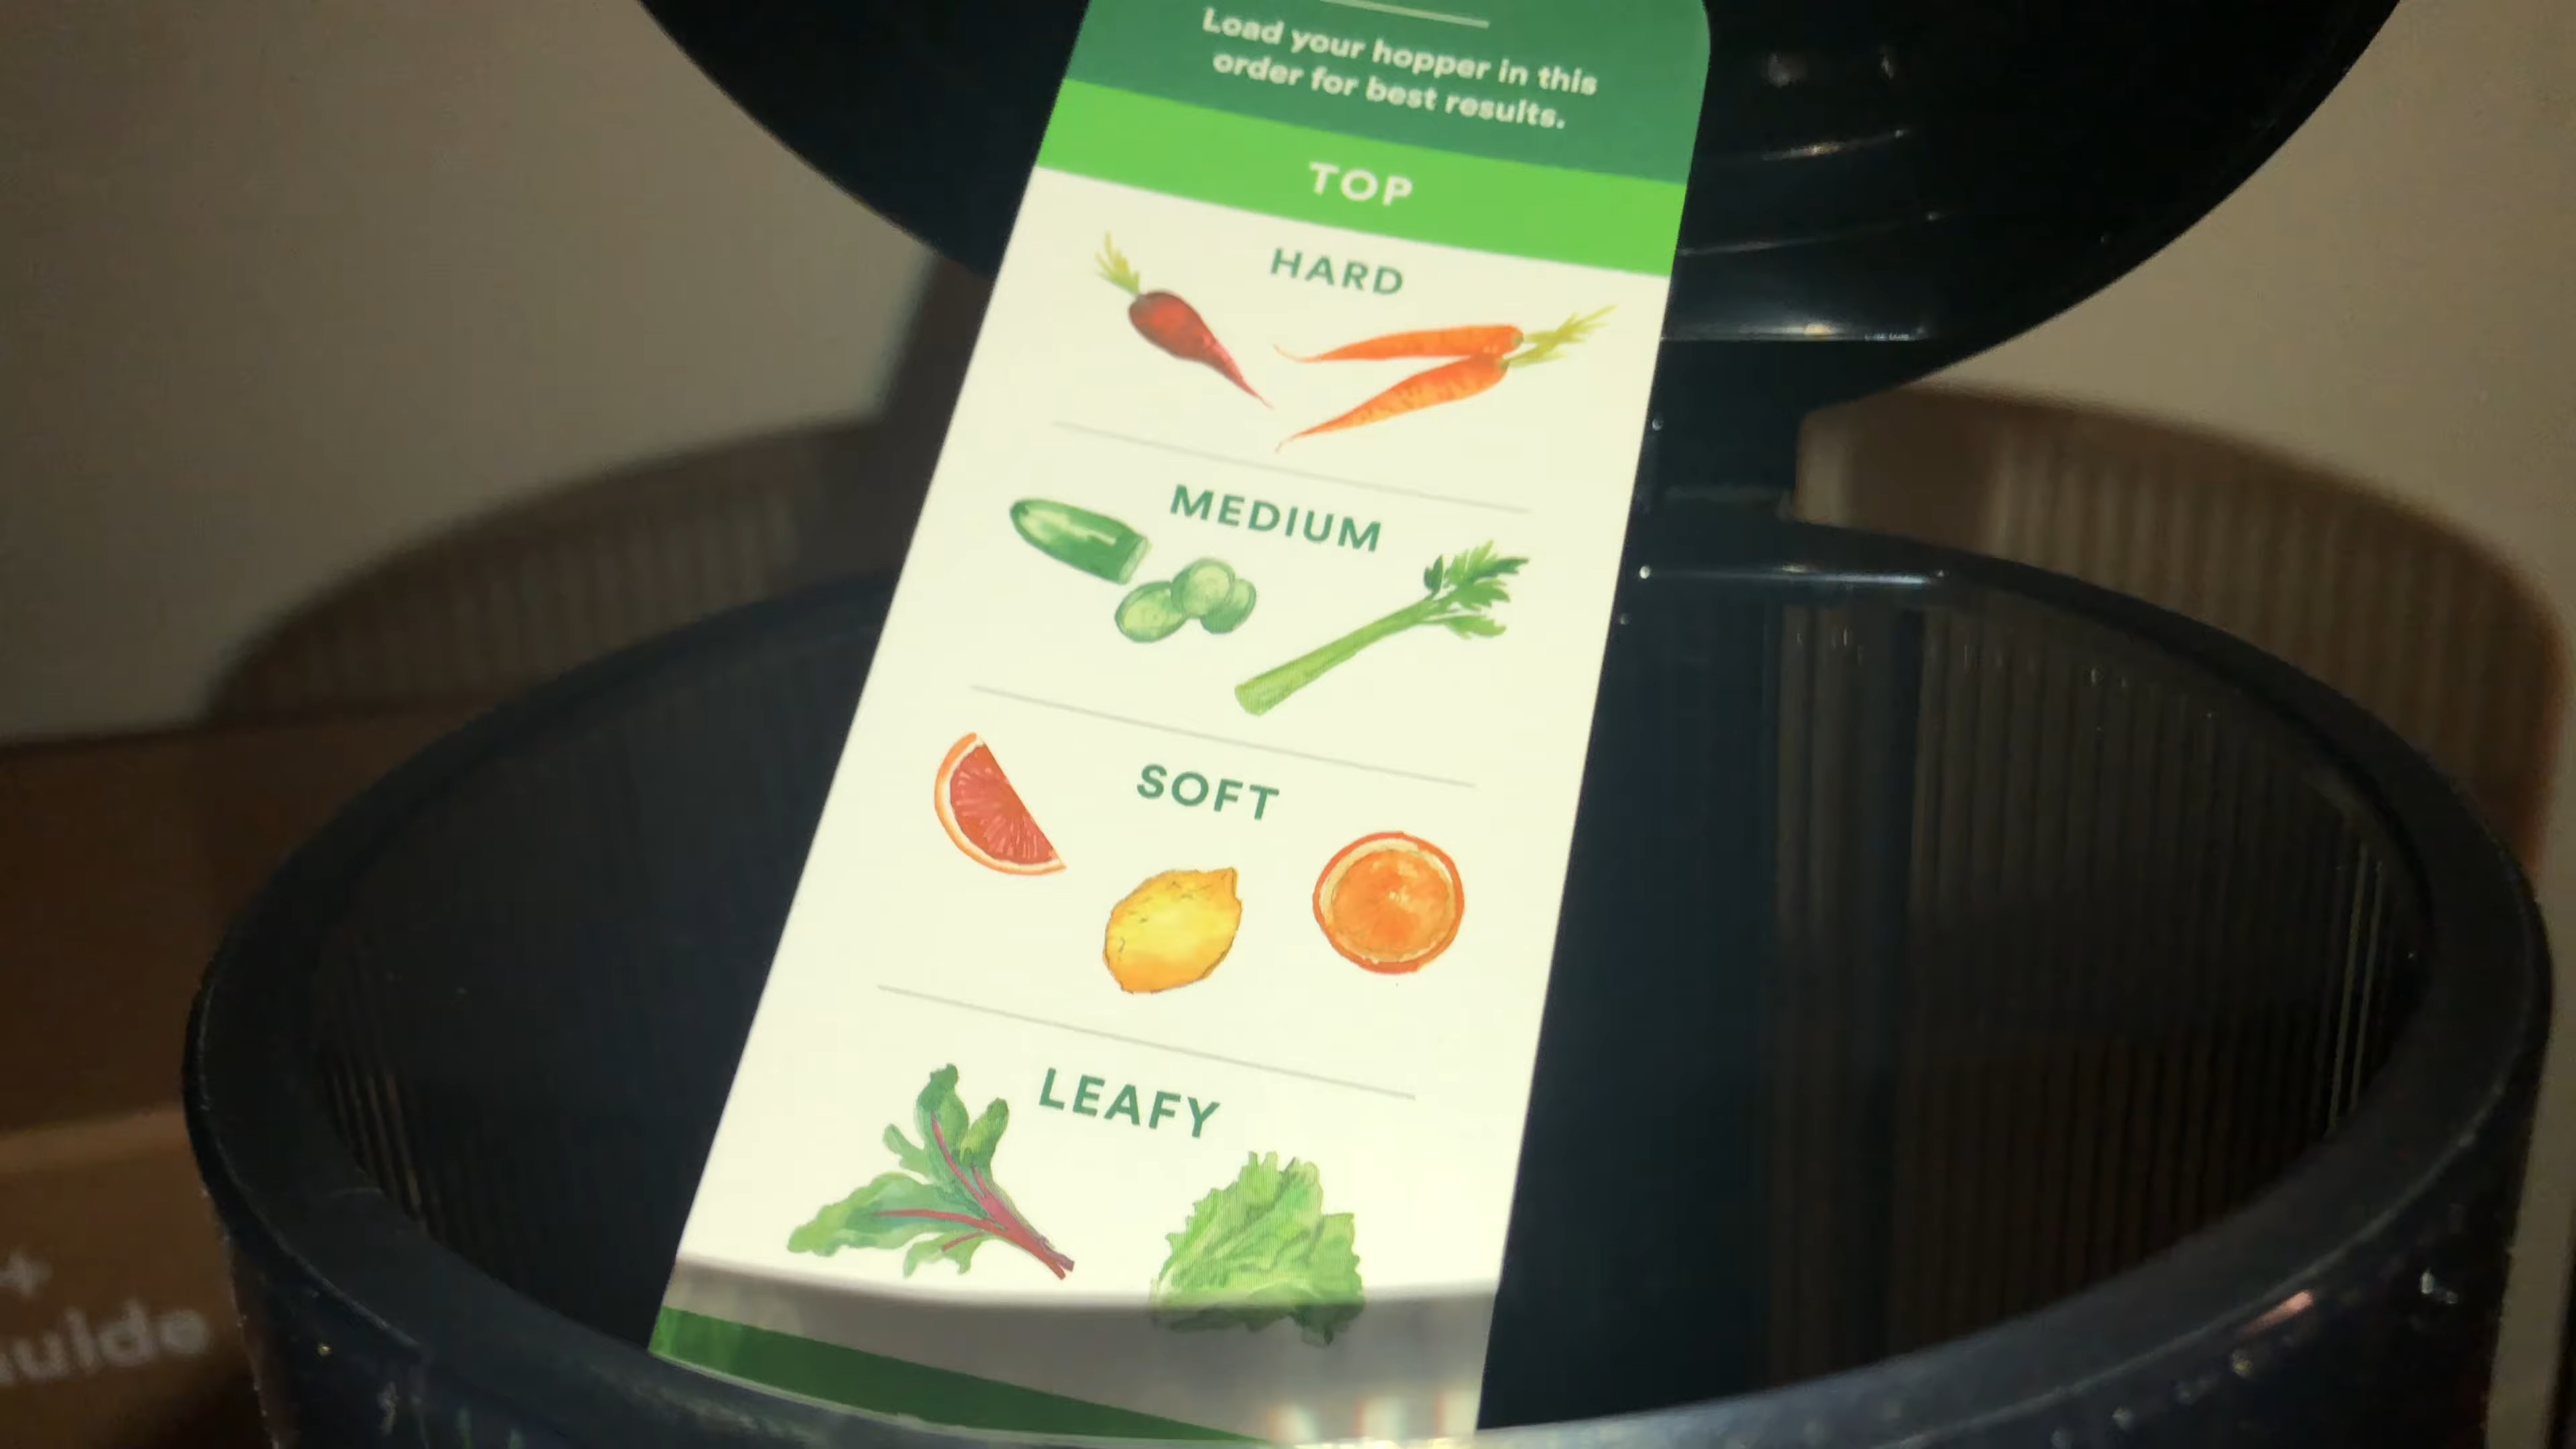 Load your hopper in this
order for best results.
TOP
HARD
MEDIUM
SOFT
LEAFY
+